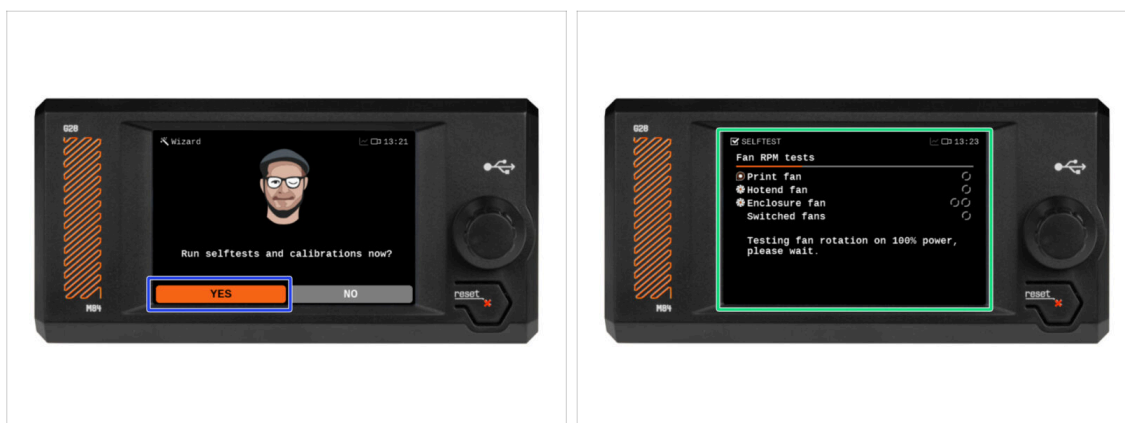 G28
Wizard
13:21
Run selftests and calibrations now?
YES
NO
reset
M84
G28
SELFTEST
13:23
Fan RPM tests
Print fan
Hotend fan
Enclosure fan
Switched fans
Testing fan rotation on 100% power,
please wait.
reset
M84